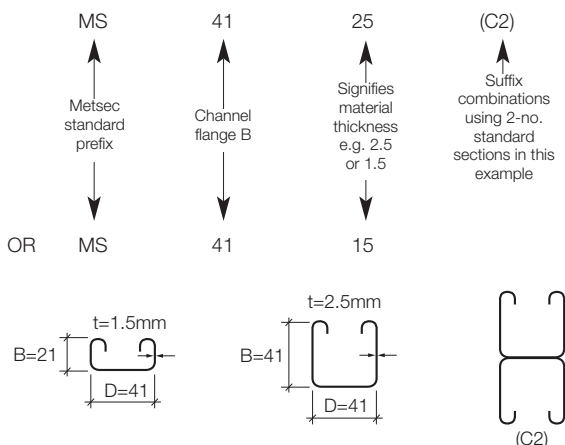 MS 41 25 (C2)
Metsec
standard
prefix
Channel
flange B
Signifies
material
thickness
e.g. 2.5
or 1.5
Suffix
combinations
using 2-no.
standard
sections in this
example
OR MS 41 15
t=1.5mm
B=21
D=41
t=2.5mm
B=41
D=41
(C2)